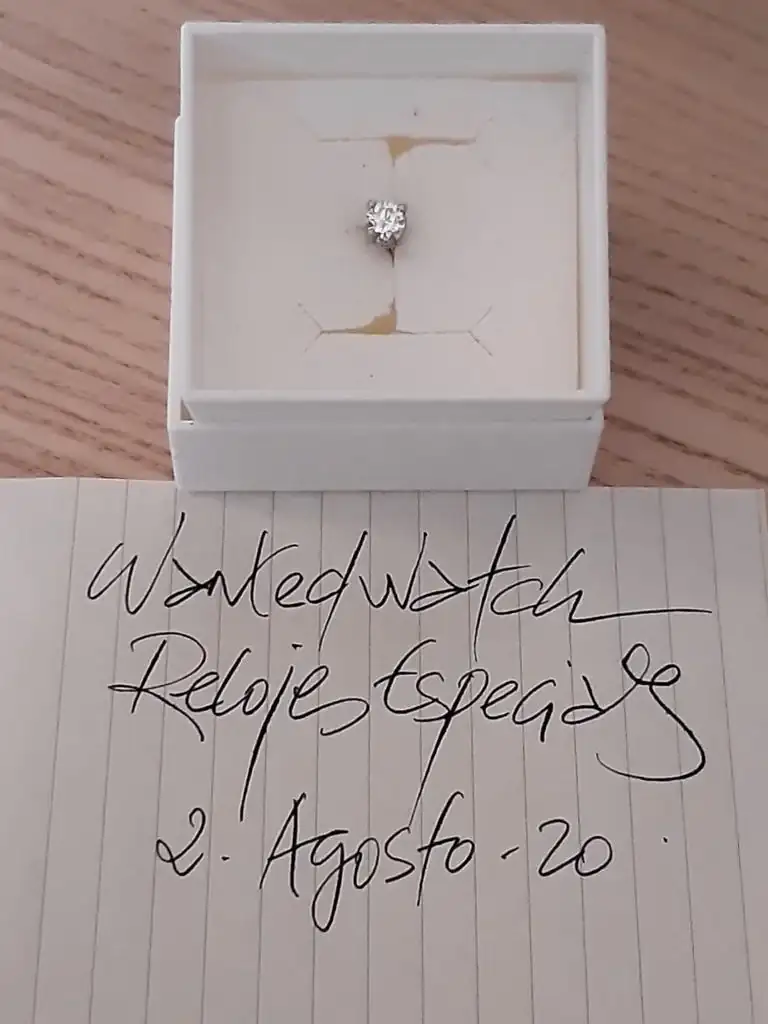 Wantedwatch
Relojes Especiales
2. Agosto - 20.